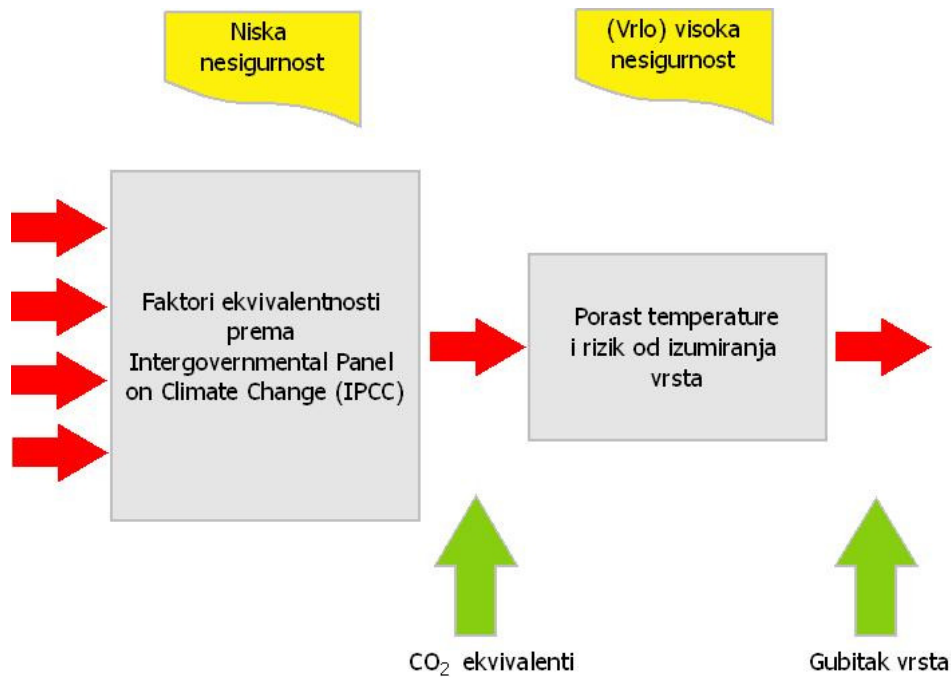 Niska
nesigurnost
(Vrlo) visoka
nesigurnost
Faktori ekvivalentnosti
prema
Intergovernmental Panel
on Climate Change (IPCC)
Porast temperature
i rizik od izumiranja
vrsta
CO₂ ekvivalenti
Gubitak vrsta